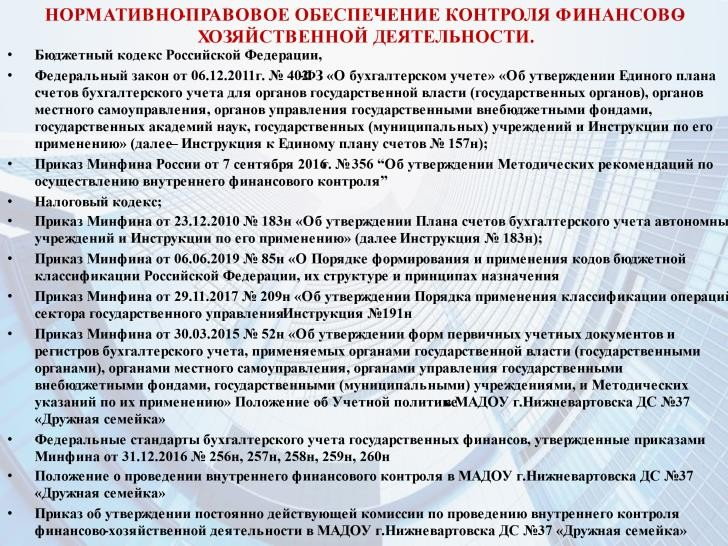 НОРМАТИВНО-ПРАВОВОЕ ОБЕСПЕЧЕНИЕ КОНТРОЛЯ ФИНАНСОВО-
ХОЗЯЙСТВЕННОЙ ДЕЯТЕЛЬНОСТИ.
• Бюджетный кодекс Российской Федерации,
• Федеральный закон от 06.12.2011г. № 402-ФЗ «О бухгалтерском учете» «Об утверждении Единого плана
счетов бухгалтерского учета для органов государственной власти (государственных органов), органов
местного самоуправления, органов управления государственными внебюджетными фондами,
государственных академий наук, государственных (муниципальных) учреждений и Инструкции по его
применению» (далее – Инструкция к Единому плану счетов № 157н);
• Приказ Минфина России от 7 сентября 2016г. № 356 “Об утверждении Методических рекомендаций по
осуществлению внутреннего финансового контроля”
• Налоговый кодекс;
• Приказ Минфина от 23.12.2010 № 183н «Об утверждении Плана счетов бухгалтерского учета автономны
учреждений и Инструкции по его применению» (далее – Инструкция № 183н);
• Приказ Минфина от 06.06.2019 № 85н «О Порядке формирования и применения кодов бюджетной
классификации Российской Федерации, их структуре и принципах назначения
• Приказ Минфина от 29.11.2017 № 209н «Об утверждении Порядка применения классификации операций
сектора государственного управления Инструкция №191н
• Приказ Минфина от 30.03.2015 № 52н «Об утверждении форм первичных учетных документов и
регистров бухгалтерского учета, применяемых органами государственной власти (государственными
органами), органами местного самоуправления, органами управления государственными
внебюджетными фондами, государственными (муниципальными) учреждениями, и Методических
указаний по их применению» Положение об Учетной политике МАДОУ г.Нижневартовска ДС №37
«Дружная семейка»
• Федеральные стандарты бухгалтерского учета государственных финансов, утвержденные приказами
Минфина от 31.12.2016 № 256н, 257н, 258н, 259н, 260н
• Положение о проведении внутреннего финансового контроля в МАДОУ г.Нижневартовска ДС №37
«Дружная семейка»
• Приказ об утверждении постоянно действующей комиссии по проведению внутреннего контроля
финансово-хозяйственной деятельности в МАДОУ г.Нижневартовска ДС №37 «Дружная семейка»